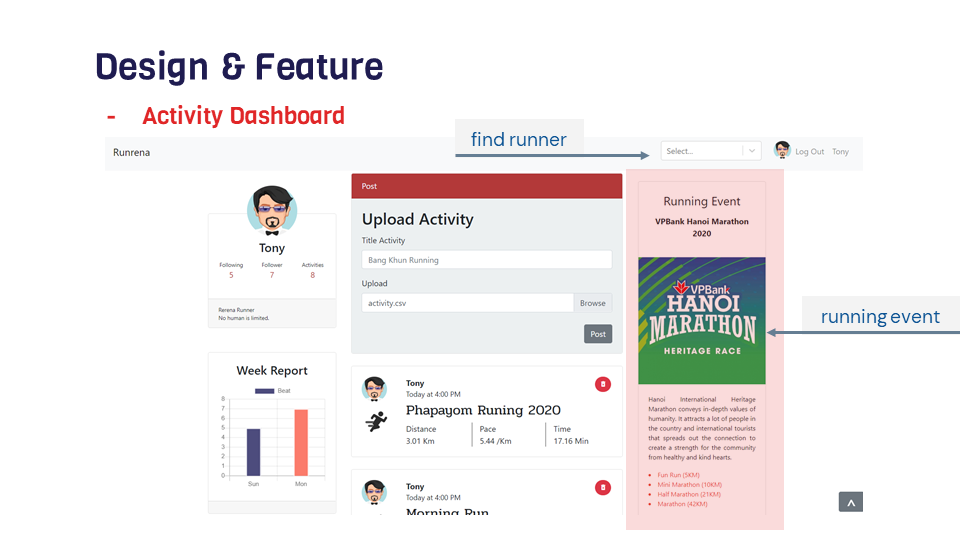 Design & Feature
- Activity Dashboard
find runner
Runrena
Select...
Log Out Tony
Tony
Following Follower Activities
5 7 8
Rerena Runner
No human is limited.
Week Report
Beat
8
7
6
5
4
3
2
1
0
Sun Mon
Post
Upload Activity
Title Activity
Bang Khun Running
Upload
activity.csv Browse
Post
Tony
Today at 4:00 PM
Phapayom Runing 2020
Distance Pace Time
3.01 Km 5.44 /Km 17.16 Min
Tony
Today at 4:00 PM
Morning Run
Running Event
VPBank Hanoi Marathon
2020
VPBank
HANOI
MARATHON
HERITAGE RACE
running event
Hanoi International Heritage
Marathon conveys in-depth values of
humanity. It attracts a lot of people in
the country and international tourists
that spreads out the connection to
create a strength for the community
from healthy and kind hearts.
• Fun Run (5KM)
• Mini Marathon (10KM)
• Half Marathon (21KM)
• Marathon (42KM)